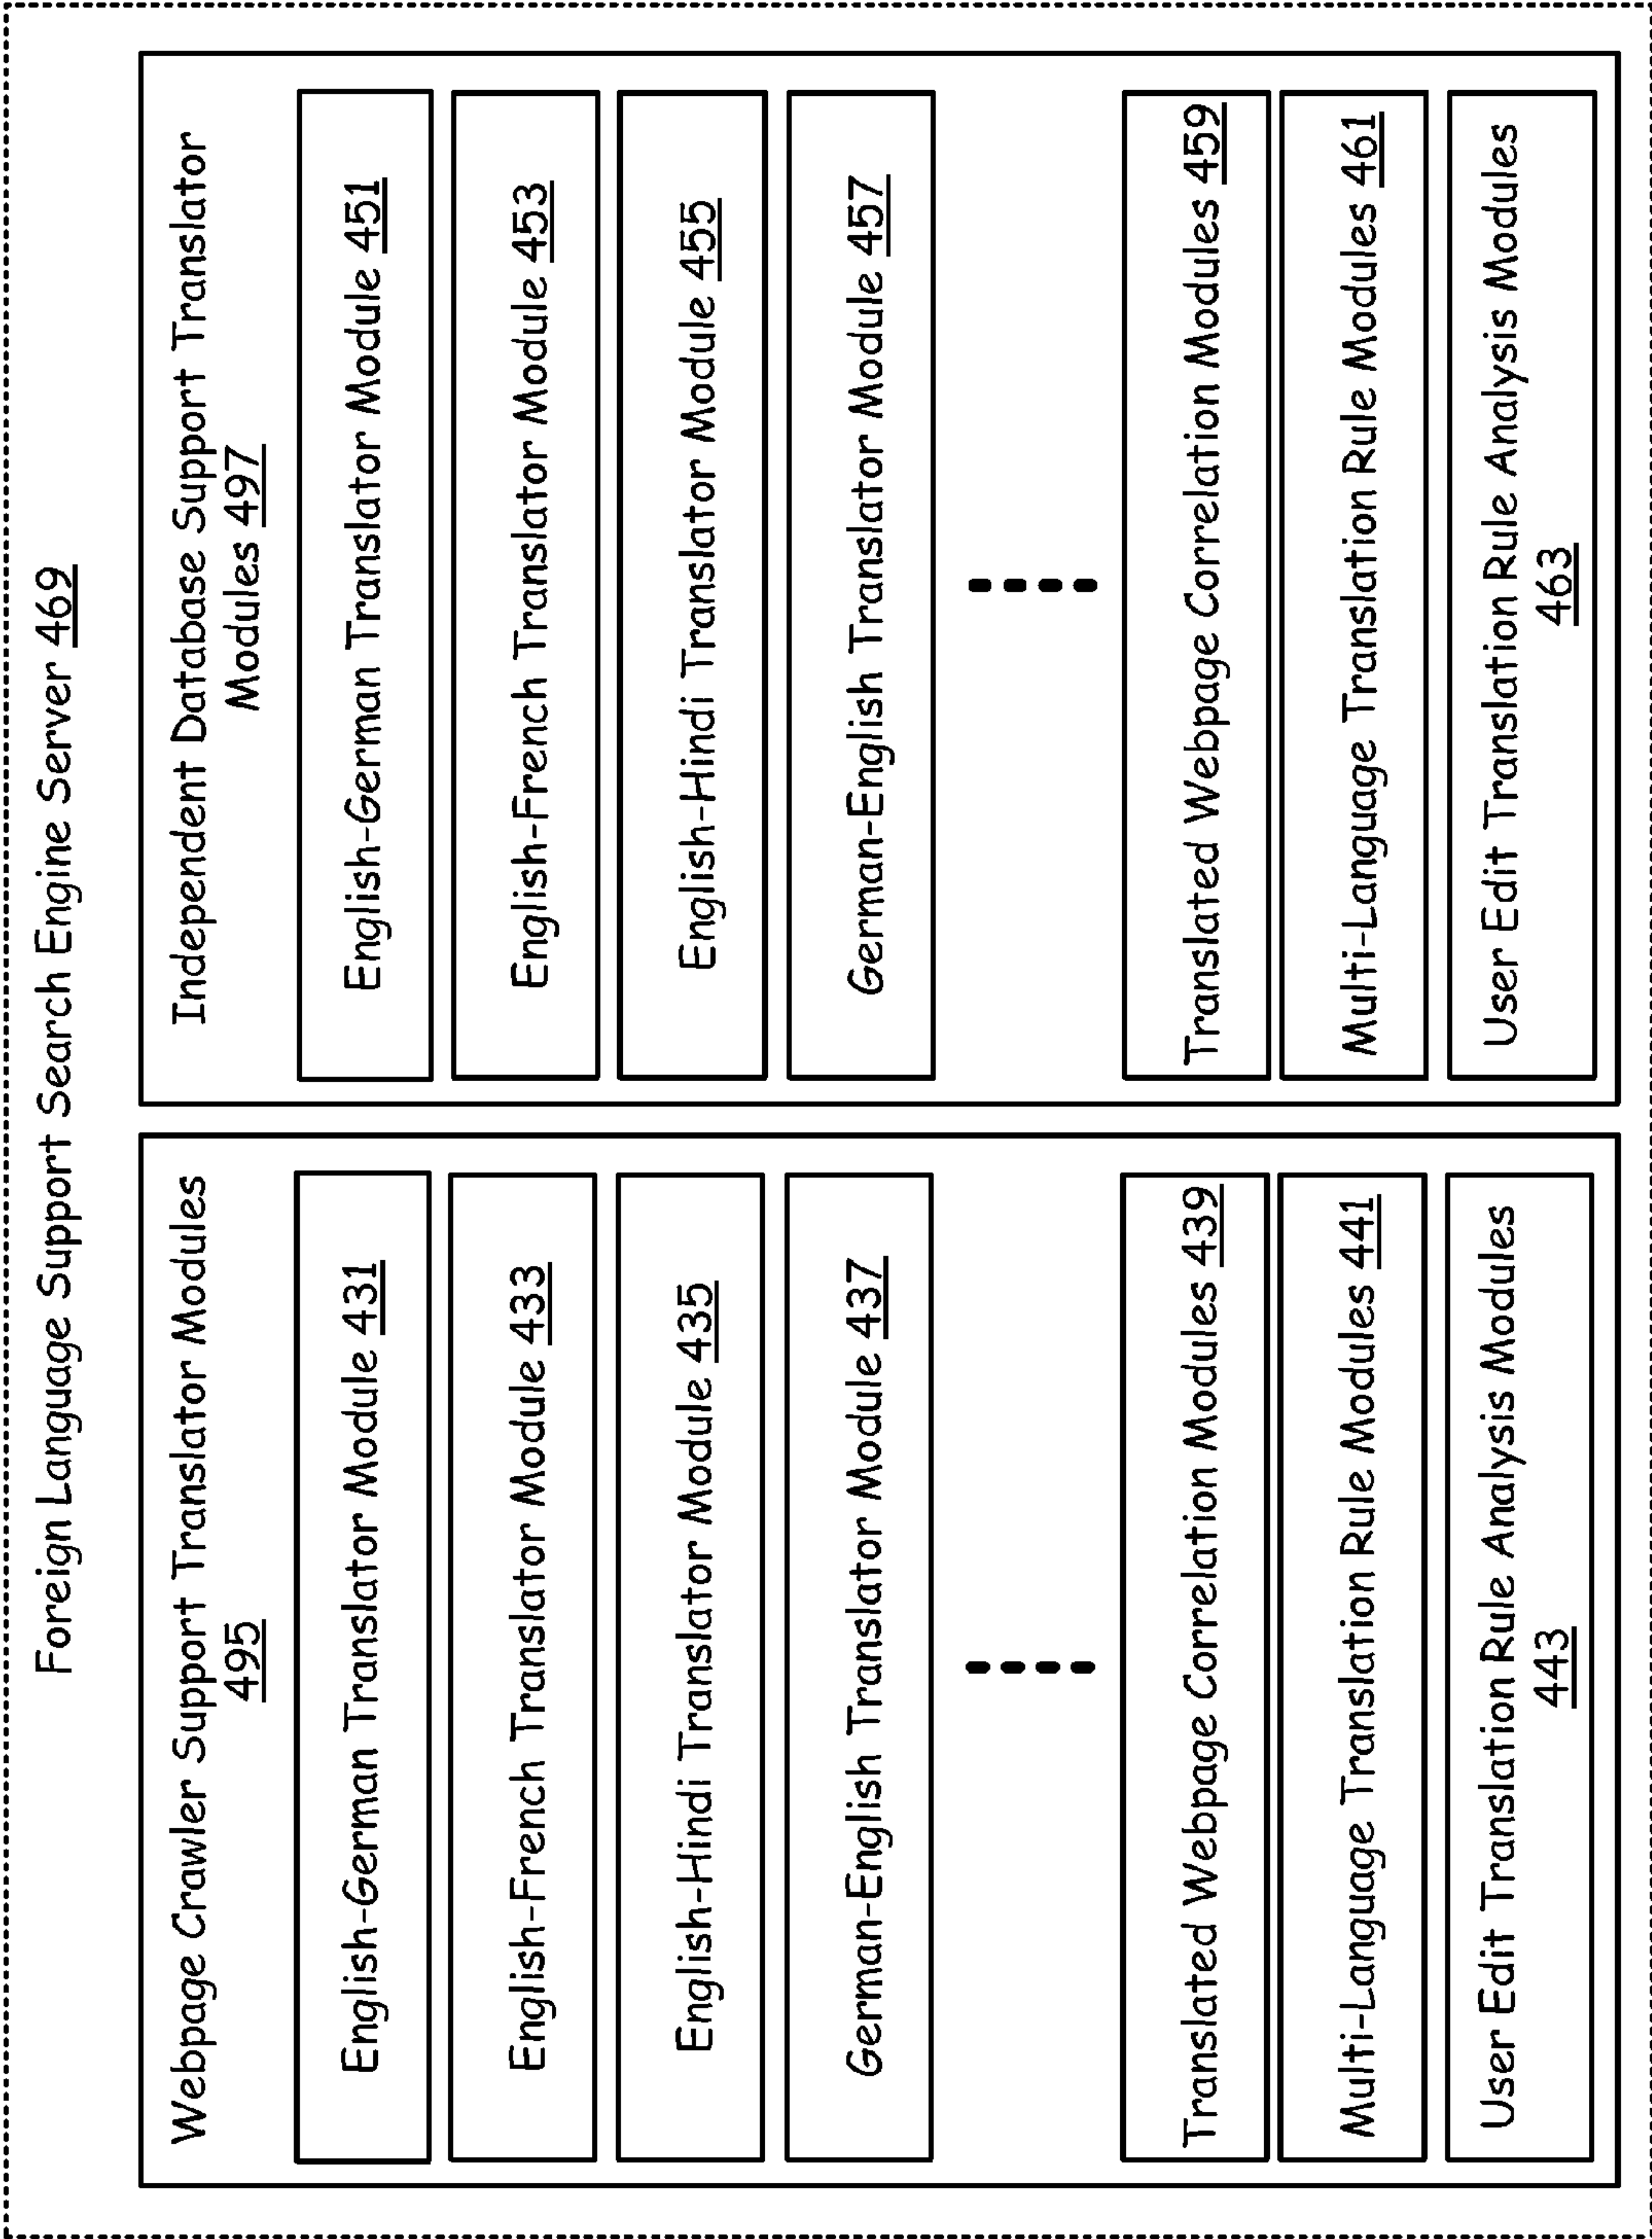 Foreign Language Support Search Engine Server 469
Webpage Crawler Support Translator Modules
495
English-German Translator Module 431
English-French Translator Module 433
English-Hindi Translator Module 435
German-English Translator Module 437
Translated Webpage Correlation Modules 439
Multi-Language Translation Rule Modules 441
User Edit Translation Rule Analysis Modules
443
Independent Database Support Translator
Modules 497
English-German Translator Module 451
English-French Translator Module 453
English-Hindi Translator Module 455
German-English Translator Module 457
Translated Webpage Correlation Modules 459
Multi-Language Translation Rule Modules 461
User Edit Translation Rule Analysis Modules
463